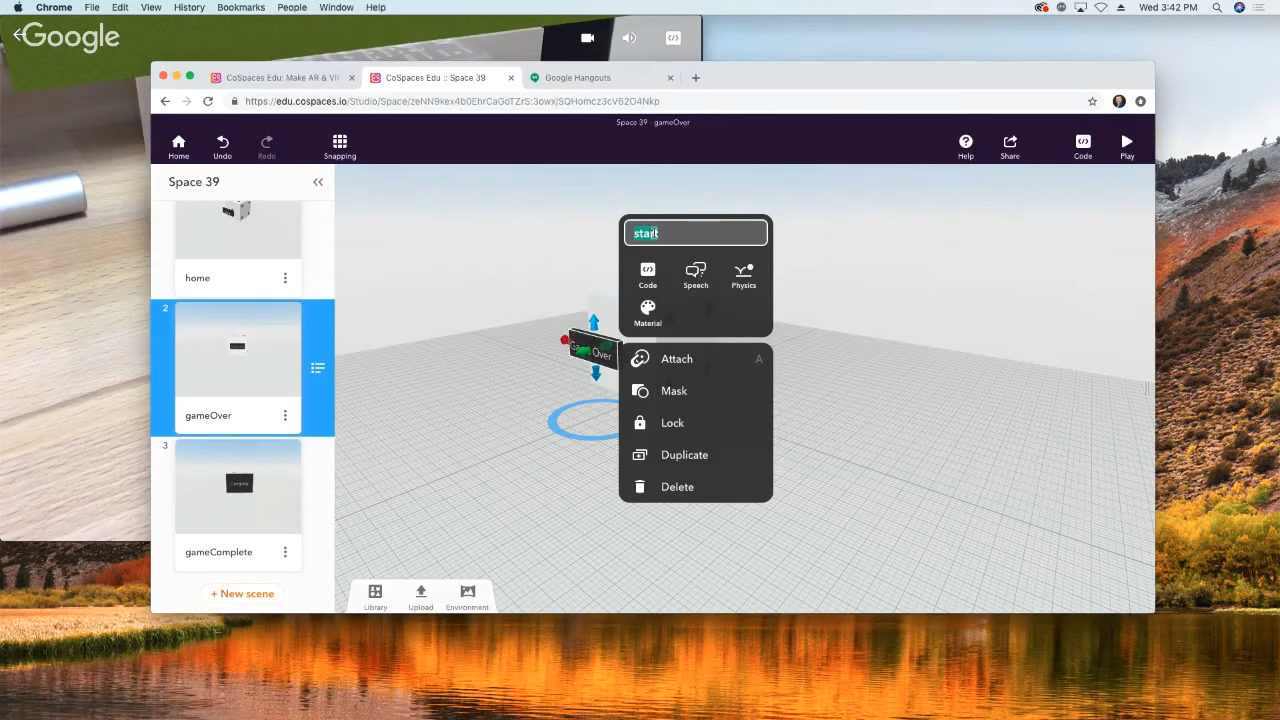 Chrome File Edit View History Bookmarks People Window Help
Wed 3:42 PM
Google
CoSpaces Edu: Make AR & VR
CoSpaces Edu :: Space 39
Google Hangouts
https://edu.cospaces.io/Studio/Space/zeNN9kex4b0EhrCaGoTZrS:3owxjSQHomcz3cV62O4Nkp
Space 39 - gameOver
Home
Undo
Redo
Snapping
Help
Share
Code
Play
Space 39
home
2
gameOver
3
gameComplete
+ New scene
start
Code
Speech
Physics
Material
Attach A
Mask
Lock
Duplicate
Delete
Game Over
Library
Upload
Environment